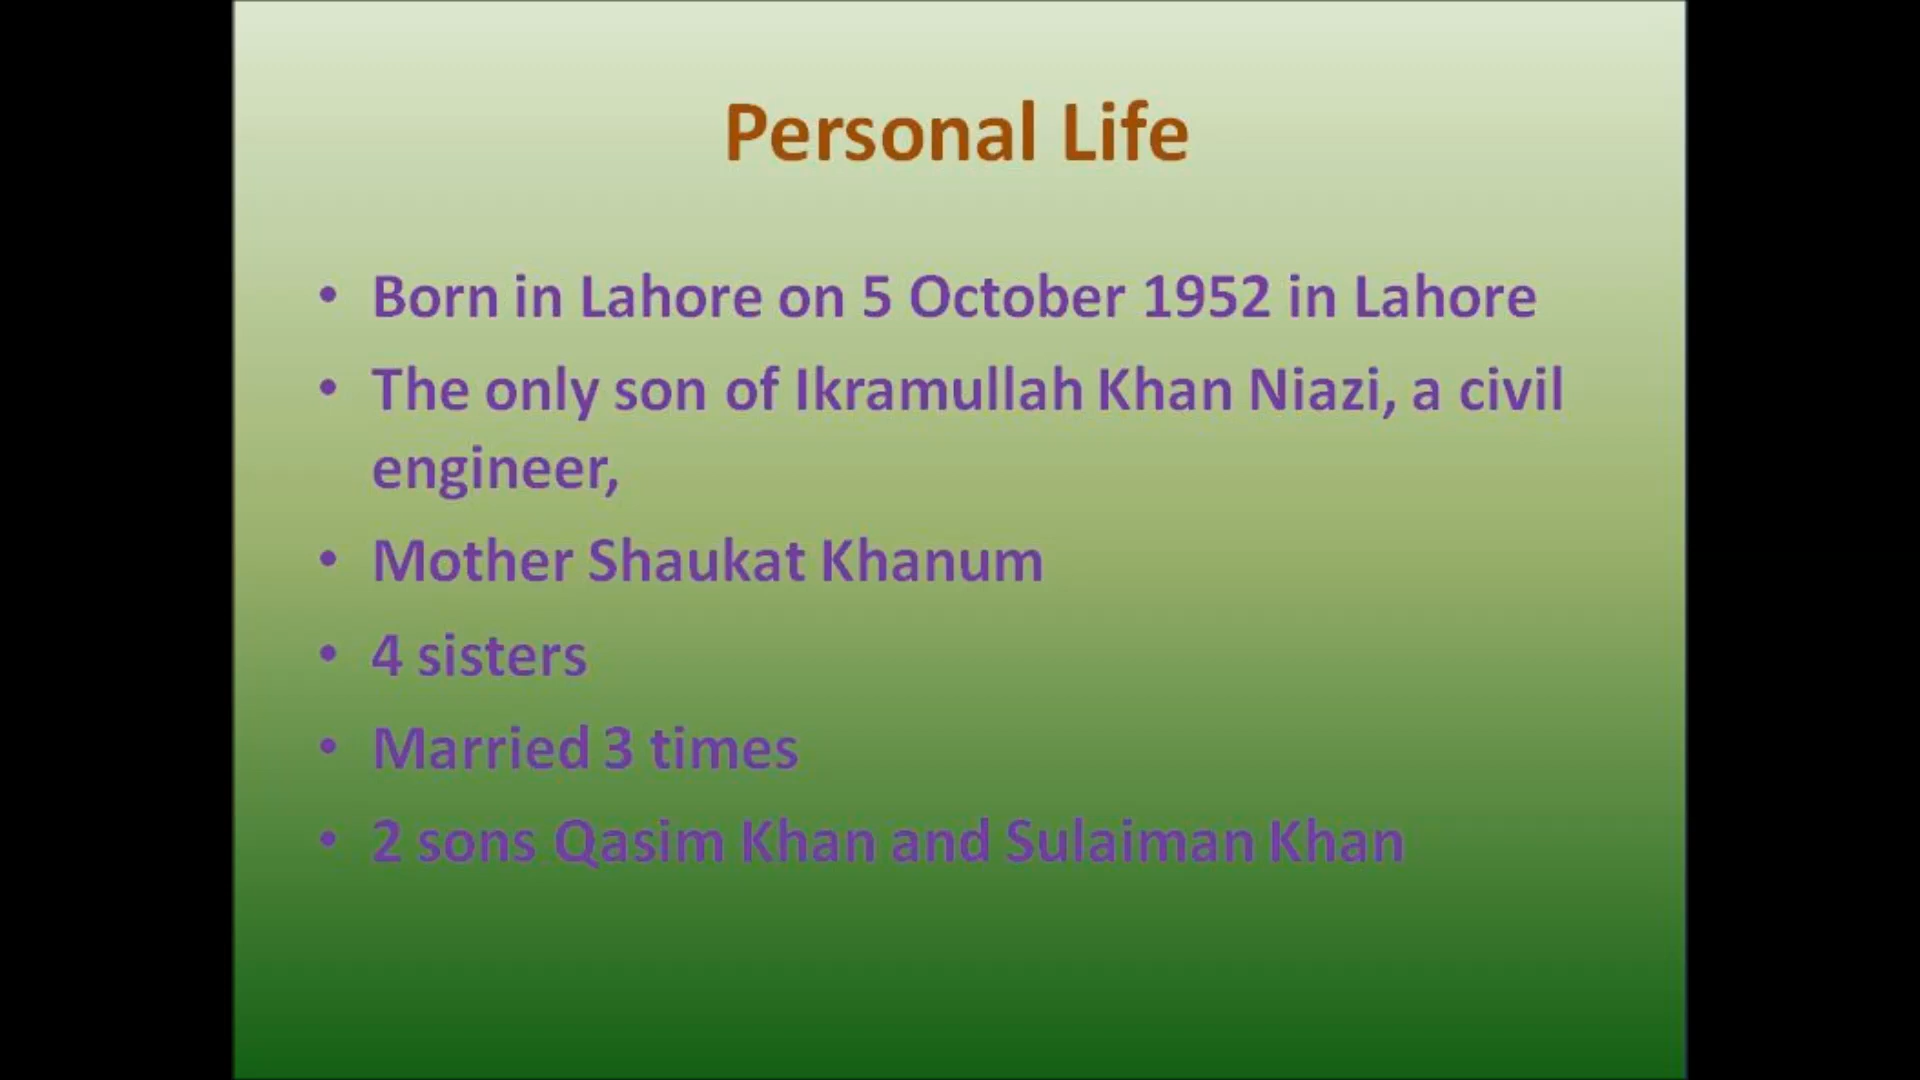 Personal Life
• Born in Lahore on 5 October 1952 in Lahore
• The only son of Ikramullah Khan Niazi, a civil
engineer,
• Mother Shaukat Khanum
• 4 sisters
• Married 3 times
• 2 sons Qasim Khan and Sulaiman Khan